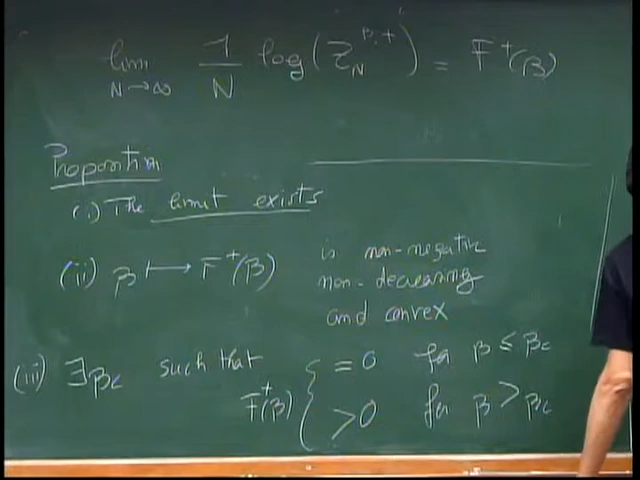 lim N→∞ 1/N log(Z_N^{β,+}) = F^+(β)
Proposition
(i) The limit exists
(ii) β ↦ F^+(β) is non-negative
non-decreasing
and convex
(iii) ∃β_c such that
F^+(β) { = 0 for β ≤ β_c
> 0 for β > β_c